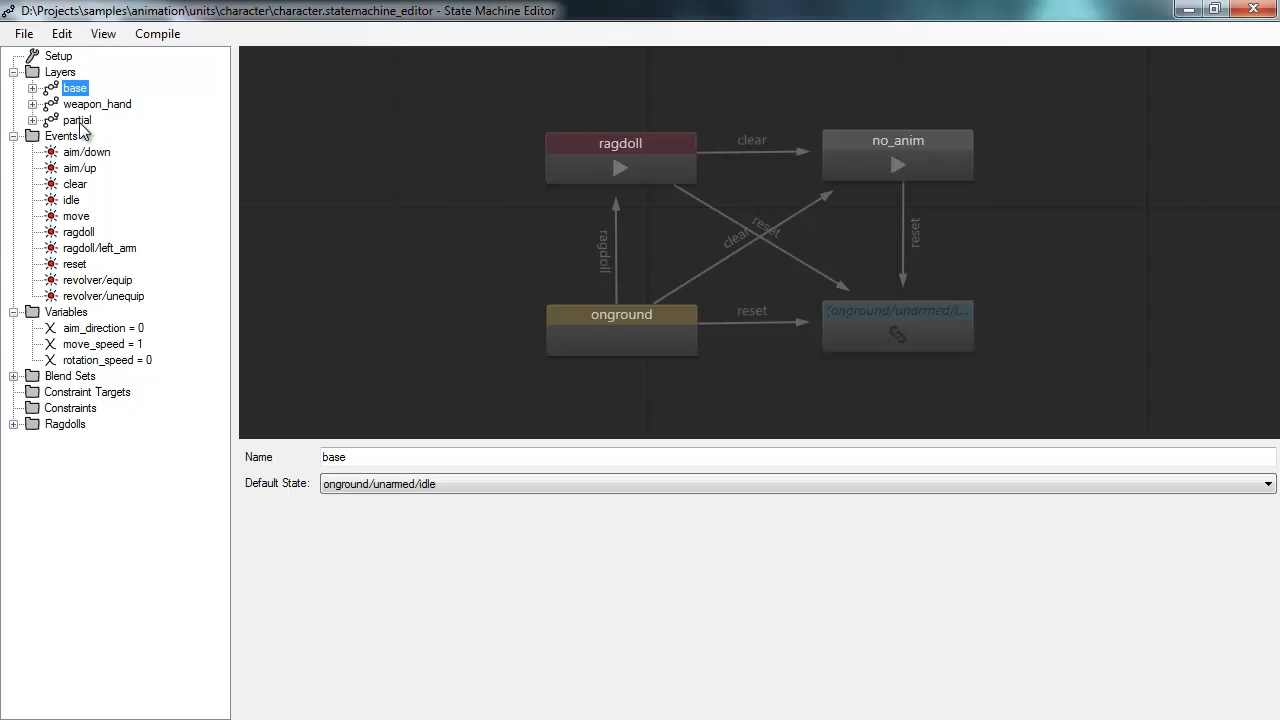 D:\Projects\samples\animation\units\character\character.statemachine_editor - State Machine Editor
File Edit View Compile
Setup
Layers
base
weapon_hand
partial
Events
aim/down
aim/up
clear
idle
move
ragdoll
ragdoll/left_arm
reset
revolver/equip
revolver/unequip
Variables
aim_direction = 0
move_speed = 1
rotation_speed = 0
Blend Sets
Constraint Targets
Constraints
Ragdolls
ragdoll
clear
no_anim
ragdoll
clear
reset
reset
onground
reset
[onground/unarmed/i...
Name base
Default State: onground/unarmed/idle